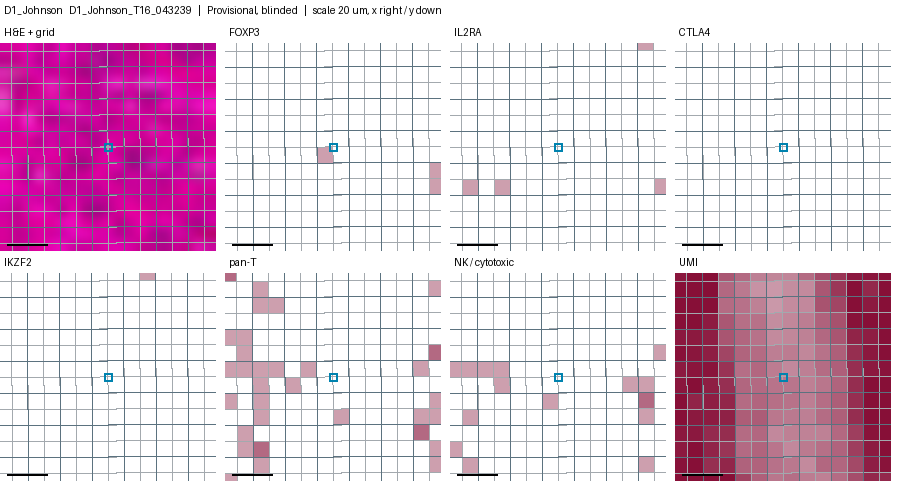 D1_Johnson D1_Johnson_T16_043239 | Provisional, blinded | scale 20 um, x right / y down
H&E + grid
FOXP3
IL2RA
CTLA4
IKZF2
pan-T
NK / cytotoxic
UMI